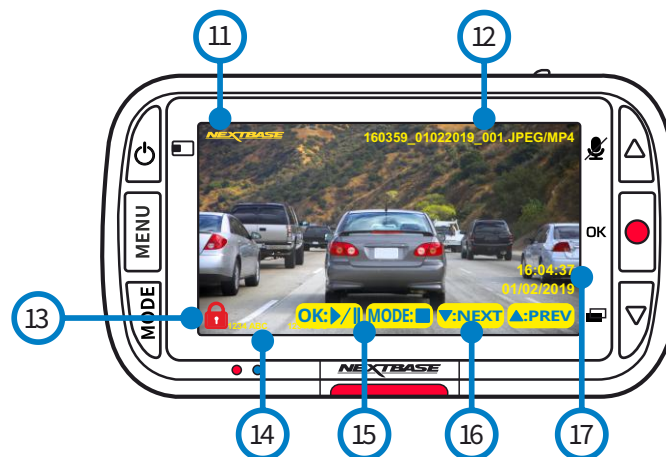 11
12
NEXTBASE
160359_01022019_001.JPEG/MP4
MENU
OK
MODE
16:04:37
01/02/2019
13
OK: MODE: :NEXT :PREV
NEXTBASE
14
15
16
17